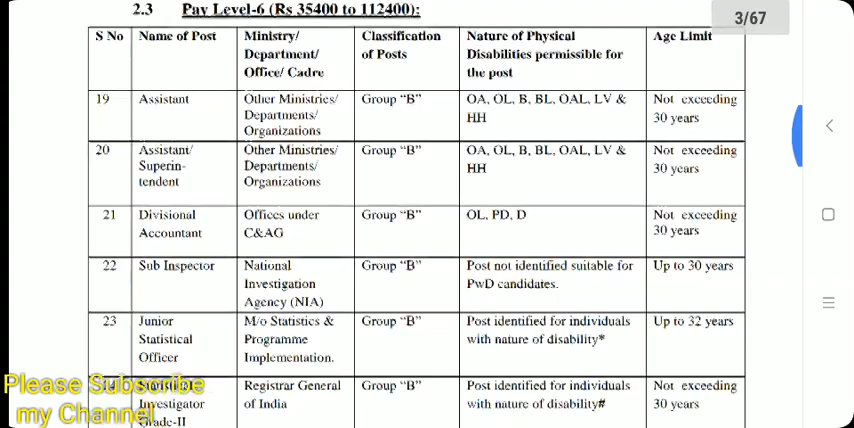 2.3 Pay Level-6 (Rs 35400 to 112400):
3/67
S No Name of Post Ministry/ Classification Nature of Physical Age Limit
Department/ of Posts Disabilities permissible for
Office/ Cadre the post
19 Assistant Other Ministries/ Group "B" OA, OL, B, BL, OAL, LV & Not exceeding
Departments/ HH 30 years
Organizations
20 Assistant/ Other Ministries/ Group "B" OA, OL, B, BL, OAL, LV & Not exceeding
Superin- Departments/ HH 30 years
tendent Organizations
21 Divisional Offices under Group "B" OL, PD, D Not exceeding
Accountant C&AG 30 years
22 Sub Inspector National Group "B" Post not identified suitable for Up to 30 years
Investigation PwD candidates.
Agency (NIA)
23 Junior M/o Statistics & Group "B" Post identified for individuals Up to 32 years
Statistical Programme with nature of disability*
Officer Implementation.
Registrar General Group "B" Post identified for individuals Not exceeding
Investigator of India with nature of disability# 30 years
Grade-II
Please Subscribe
my Channel